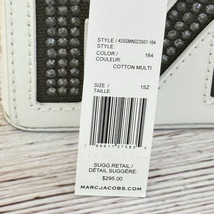 STYLE / 4S5SMN023S01-164
STYLE:
COLOR / 164
COULEUR:
COTTON MULTI
SIZE / 1SZ
TAILLE:
SUGG. RETAIL /
DÉTAIL SUGGÉRÉ:
$295.00
MARCJACOBS.COM